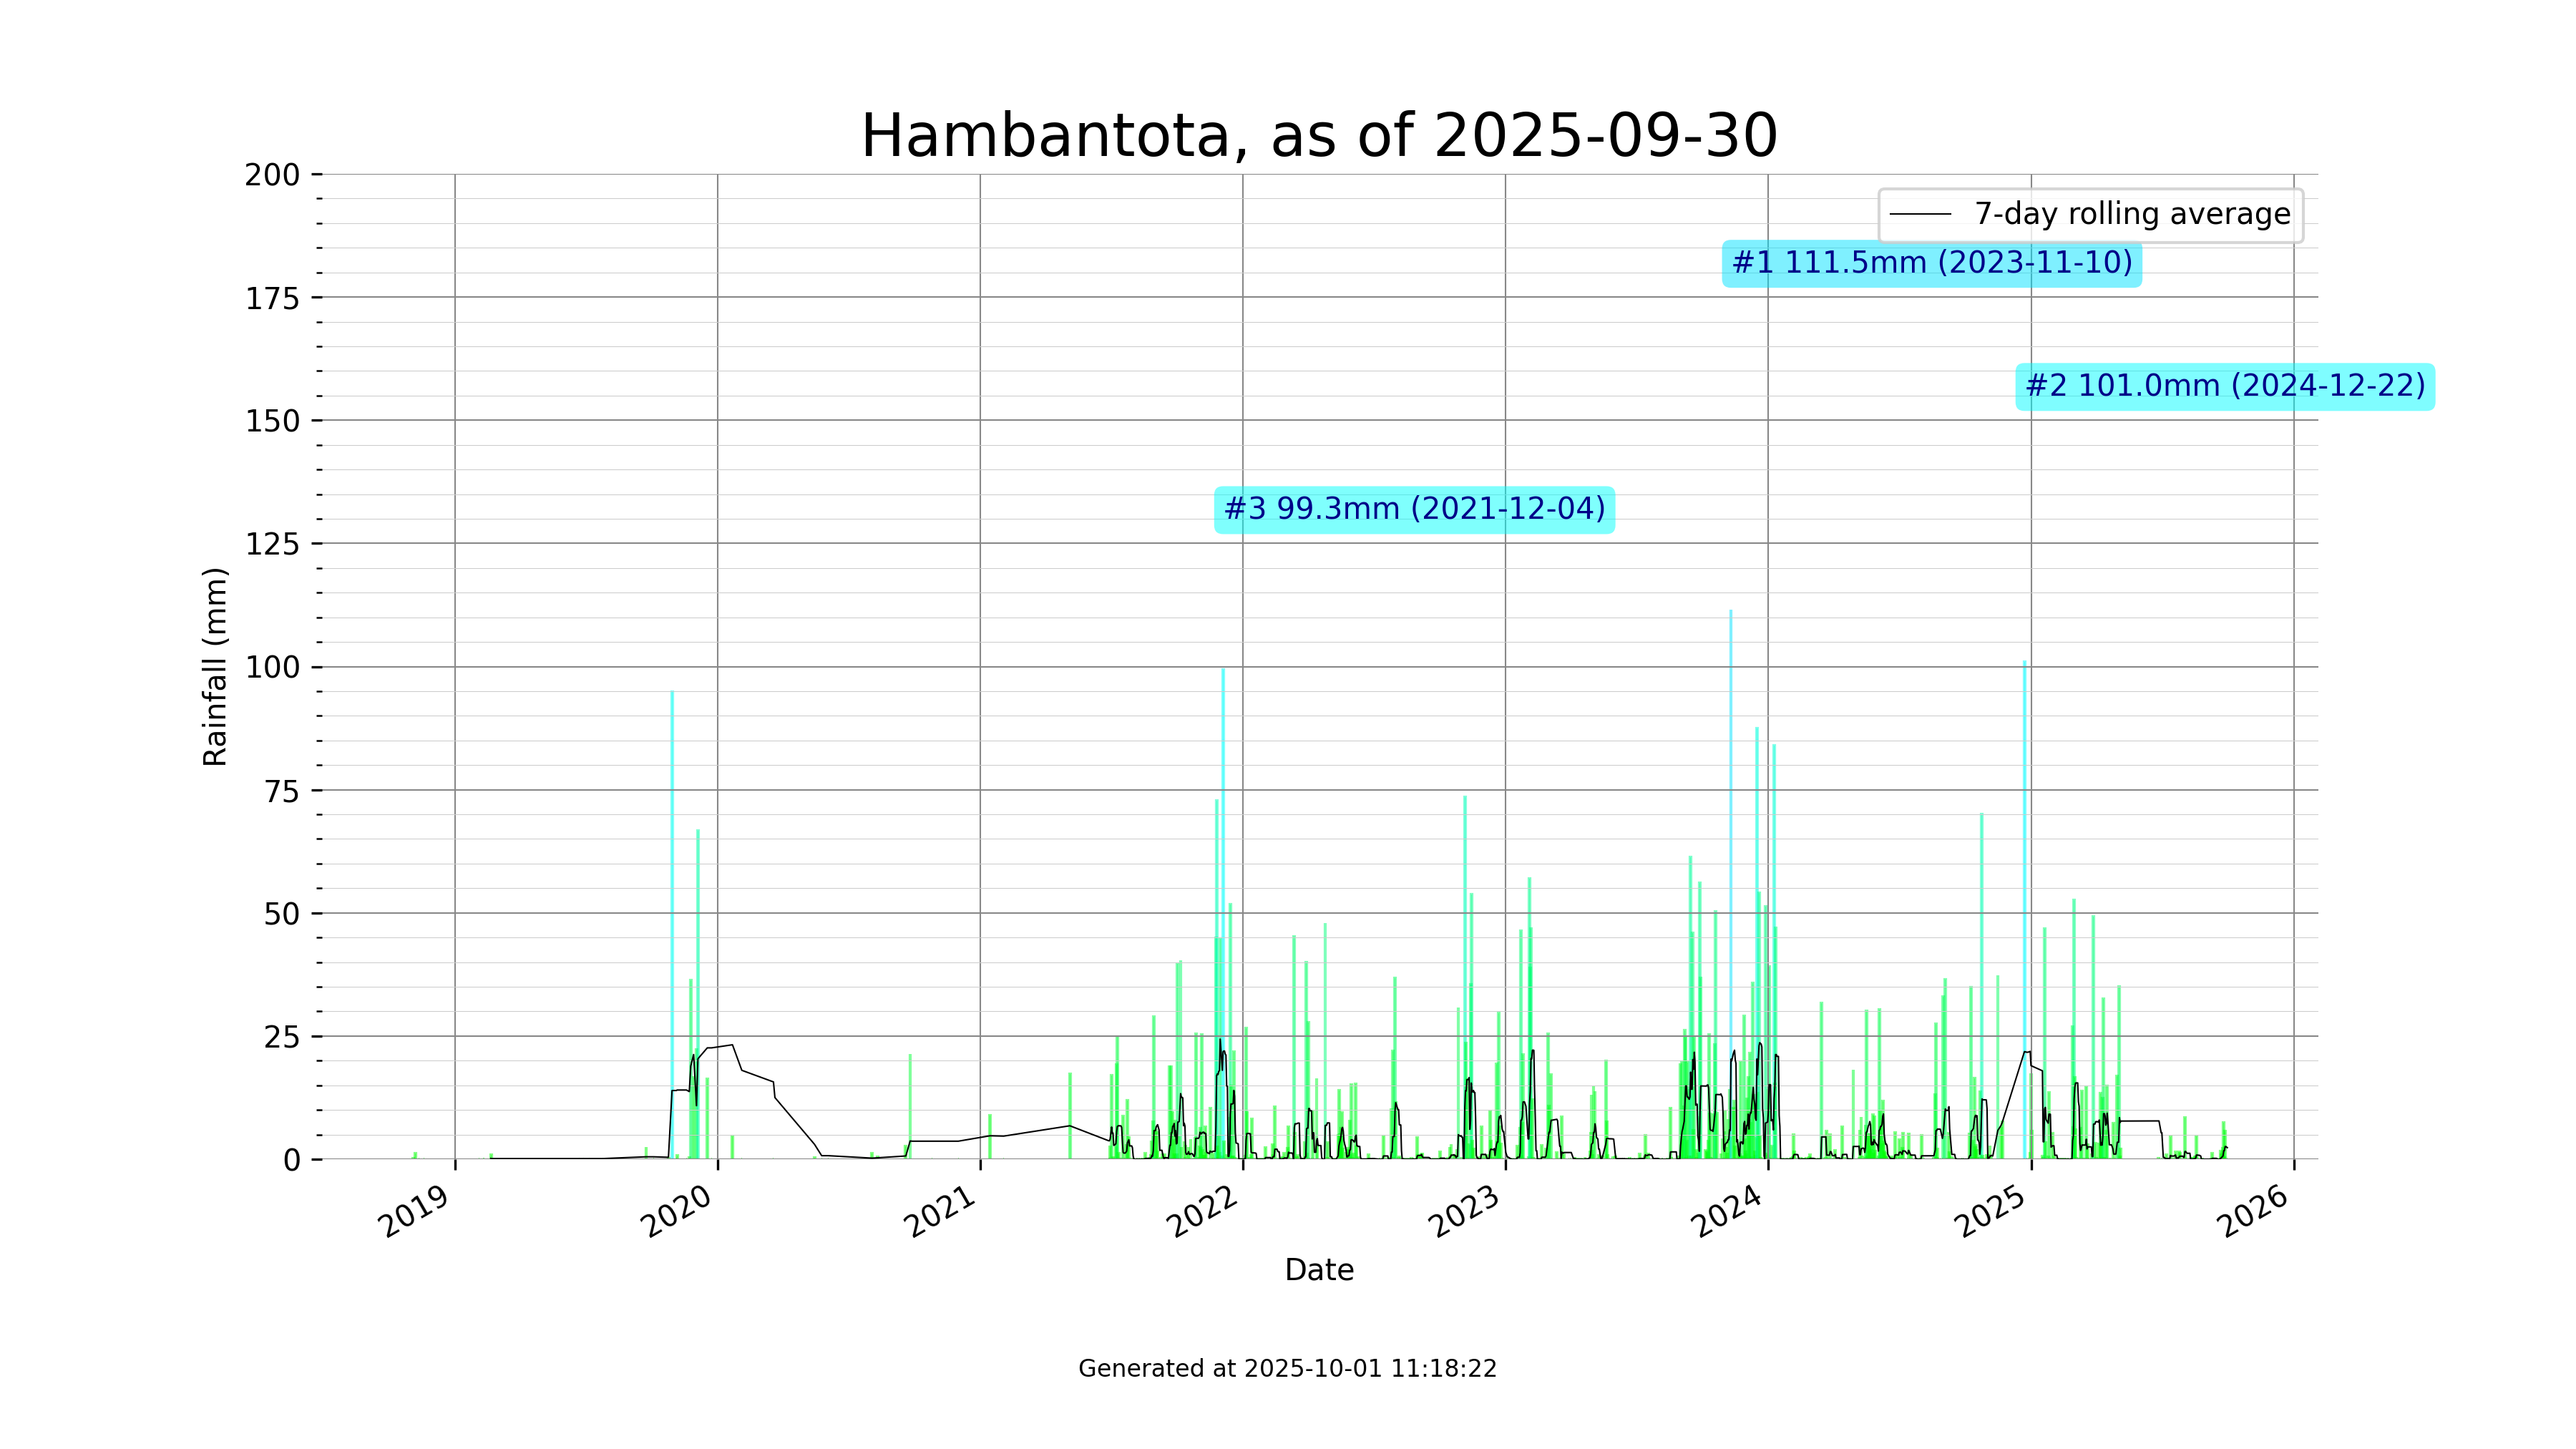 Hambantota, as of 2025-09-30
200
175
150
125
100
75
50
25
0
Rainfall (mm)
7-day rolling average
#1 111.5mm (2023-11-10)
#2 101.0mm (2024-12-22)
#3 99.3mm (2021-12-04)
2019
2020
2021
2022
2023
2024
2025
2026
Date
Generated at 2025-10-01 11:18:22